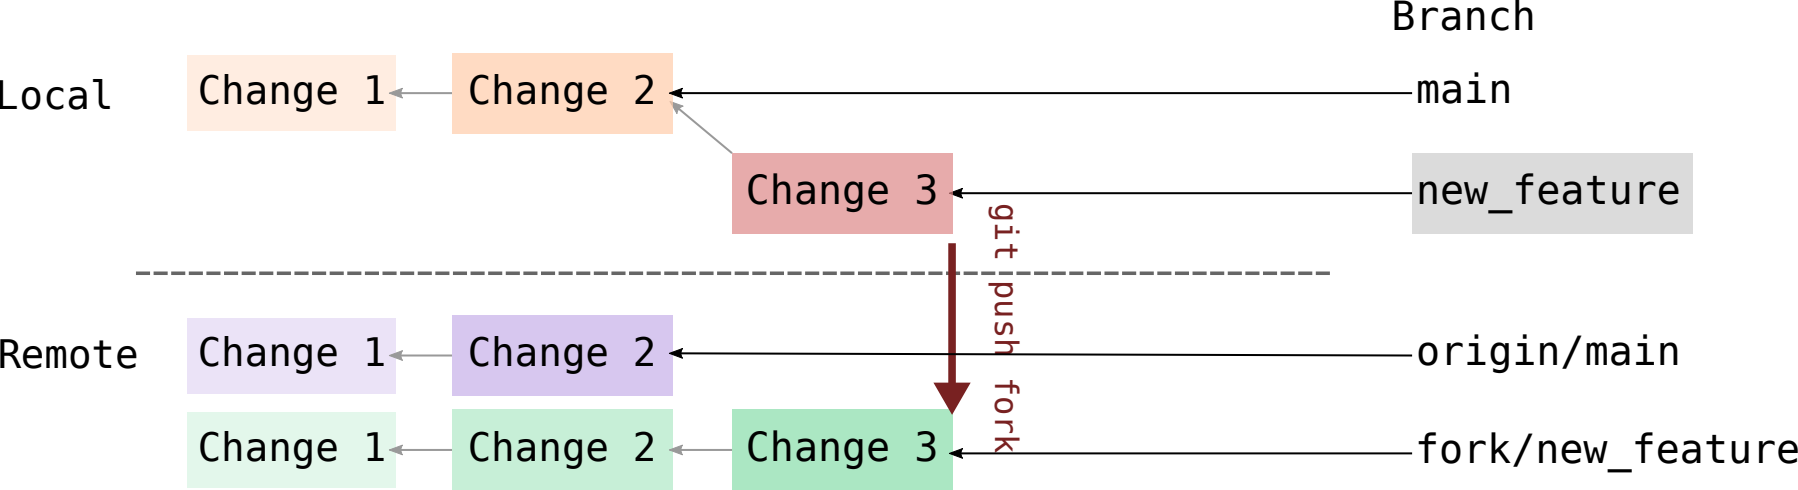 Branch
Local Change 1 Change 2 main
Change 3 new_feature
git push fork
Remote Change 1 Change 2 origin/main
Change 1 Change 2 Change 3 fork/new_feature